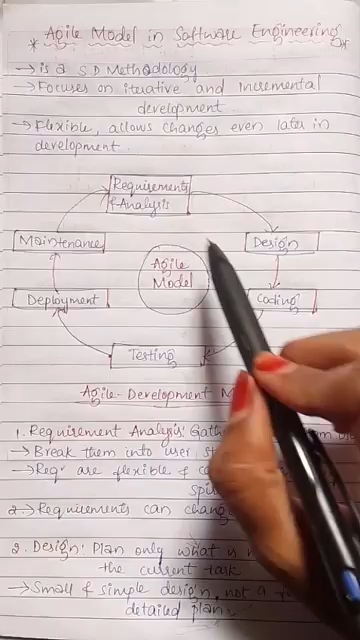 * Agile Model in Software Engineering *
→ is a S D Methodology
→ Focuses on iterative and Incremental
development
→ Flexible, allows changes even later in
development.
Requirements
& Analysis
Maintenance
Design
Agile
Model
Deployment
Coding
Testing
Agile-Development M
1. Requirement Analysis: Gath
→ Break them into user
→ Req' are flexible & c
2. → Requirements can chang
2. Design: Plan only what is
the current task
→ Small & simple design, not a
detailed plan.